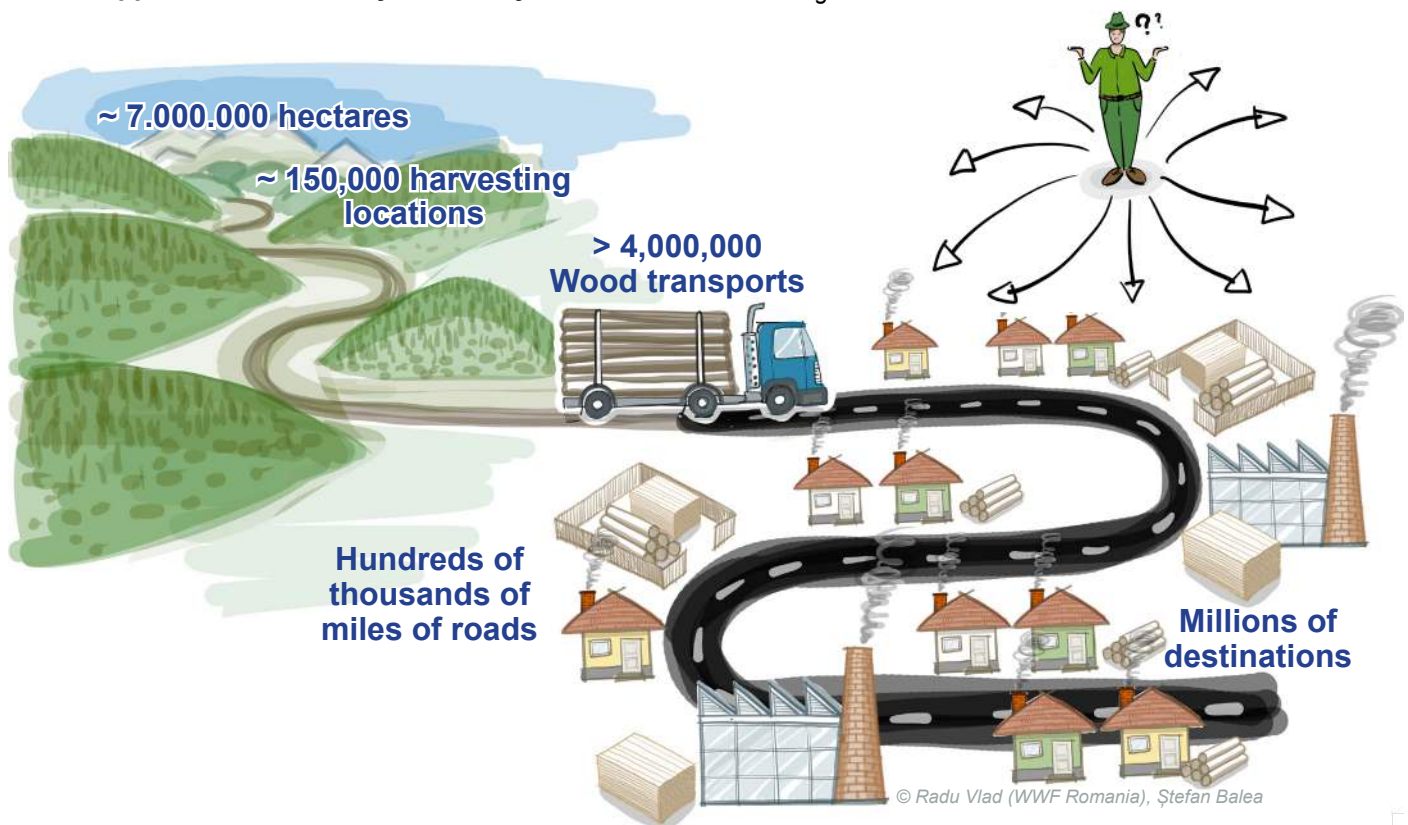 ~ 7.000.000 hectares
~ 150,000 harvesting
locations
> 4,000,000
Wood transports
??
Hundreds of
thousands of
miles of roads
Millions of
destinations
© Radu Vlad (WWF Romania), Ștefan Balea